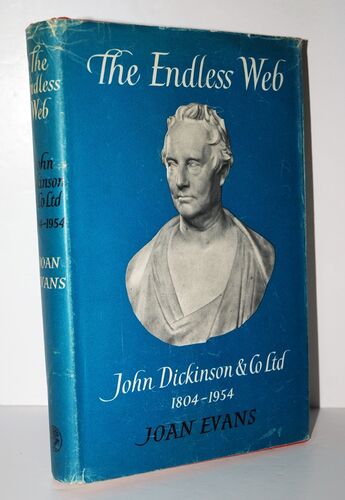 The Endless Web
John Dickinson & Co Ltd
1804-1954
JOAN EVANS
The
Endless
Web
John
Dickinson
& Co Ltd
1804-1954
JOAN
EVANS